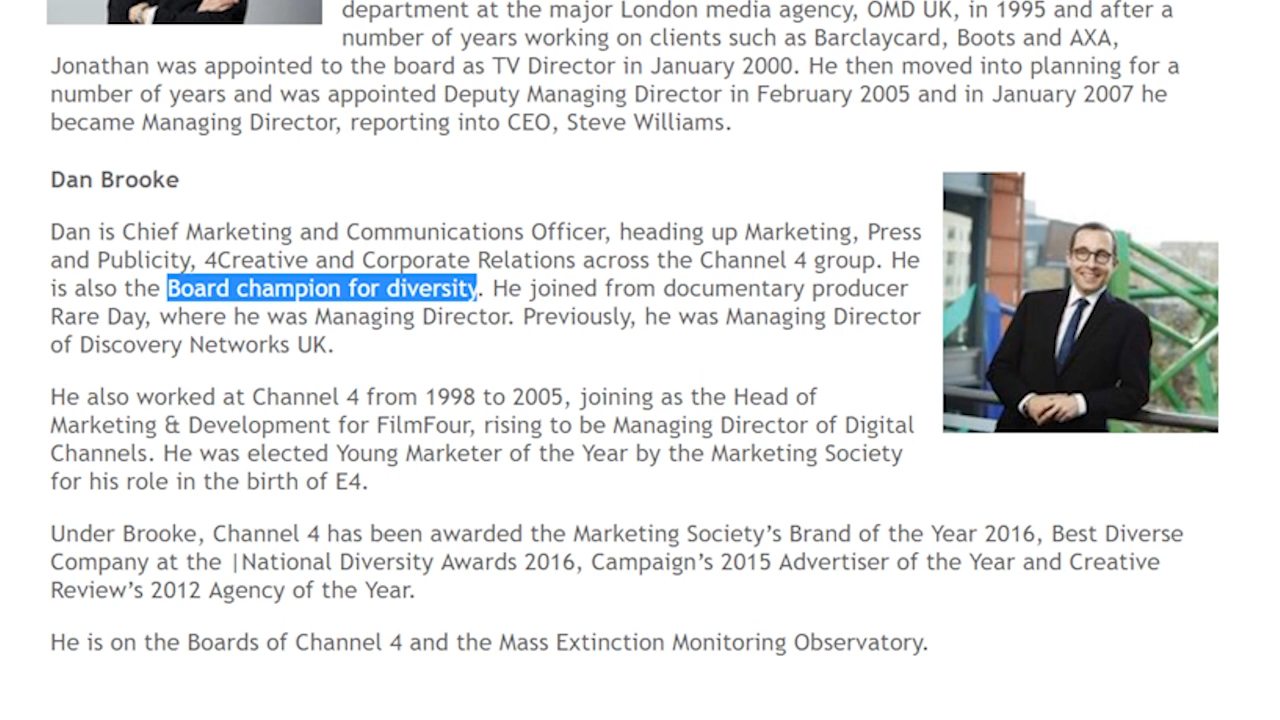 department at the major London media agency, OMD UK, in 1995 and after a
number of years working on clients such as Barclaycard, Boots and AXA,
Jonathan was appointed to the board as TV Director in January 2000. He then moved into planning for a
number of years and was appointed Deputy Managing Director in February 2005 and in January 2007 he
became Managing Director, reporting into CEO, Steve Williams.
Dan Brooke
Dan is Chief Marketing and Communications Officer, heading up Marketing, Press
and Publicity, 4Creative and Corporate Relations across the Channel 4 group. He
is also the Board champion for diversity. He joined from documentary producer
Rare Day, where he was Managing Director. Previously, he was Managing Director
of Discovery Networks UK.
He also worked at Channel 4 from 1998 to 2005, joining as the Head of
Marketing & Development for FilmFour, rising to be Managing Director of Digital
Channels. He was elected Young Marketer of the Year by the Marketing Society
for his role in the birth of E4.
Under Brooke, Channel 4 has been awarded the Marketing Society’s Brand of the Year 2016, Best Diverse
Company at the |National Diversity Awards 2016, Campaign’s 2015 Advertiser of the Year and Creative
Review’s 2012 Agency of the Year.
He is on the Boards of Channel 4 and the Mass Extinction Monitoring Observatory.